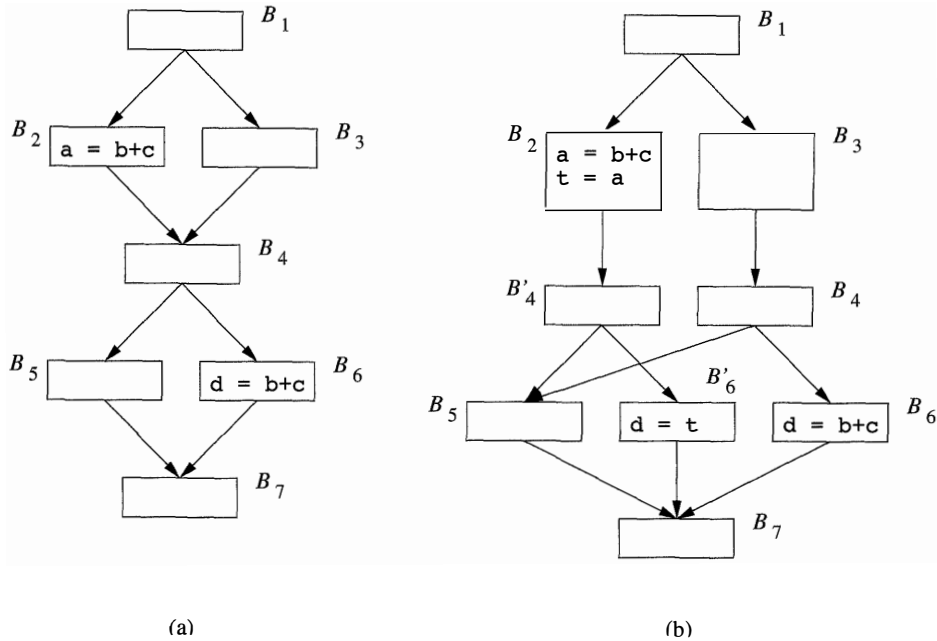 B1
B2
a = b+c
B3
B4
B5
B6
d = b+c
B7
(a)
B1
B2
a = b+c
t = a
B3
B'4
B4
B5
B'6
d = t
B6
d = b+c
B7
(b)